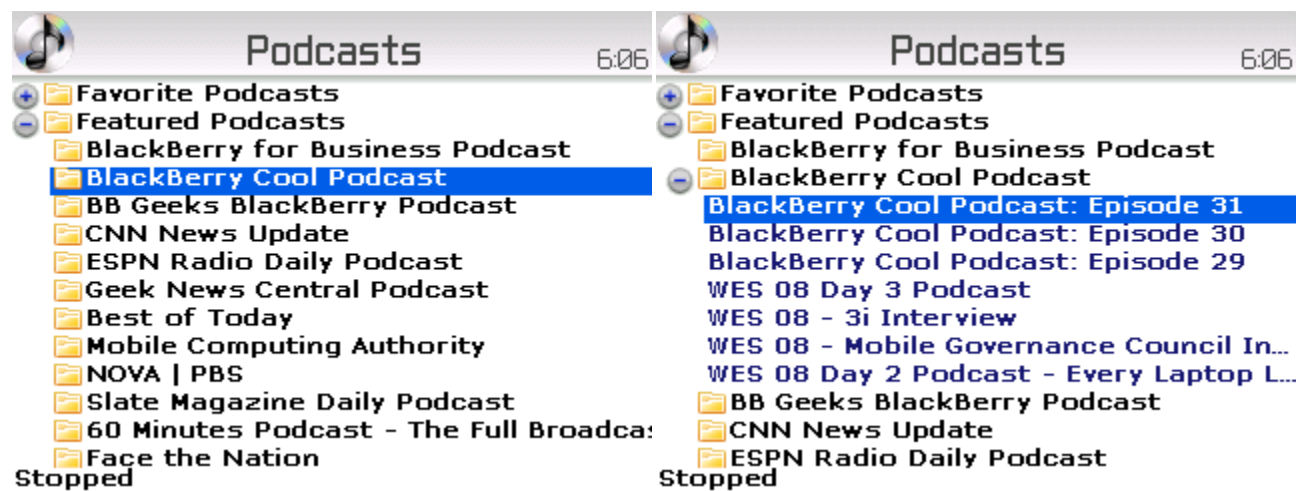 Podcasts
6:06
Favorite Podcasts
Featured Podcasts
BlackBerry for Business Podcast
BlackBerry Cool Podcast
BB Geeks BlackBerry Podcast
CNN News Update
ESPN Radio Daily Podcast
Geek News Central Podcast
Best of Today
Mobile Computing Authority
NOVA | PBS
Slate Magazine Daily Podcast
60 Minutes Podcast - The Full Broadca
Face the Nation
Stopped
Podcasts
6:06
Favorite Podcasts
Featured Podcasts
BlackBerry for Business Podcast
BlackBerry Cool Podcast
BlackBerry Cool Podcast: Episode 31
BlackBerry Cool Podcast: Episode 30
BlackBerry Cool Podcast: Episode 29
WES 08 Day 3 Podcast
WES 08 - 3i Interview
WES 08 - Mobile Governance Council In...
WES 08 Day 2 Podcast - Every Laptop L...
BB Geeks BlackBerry Podcast
CNN News Update
ESPN Radio Daily Podcast
Stopped